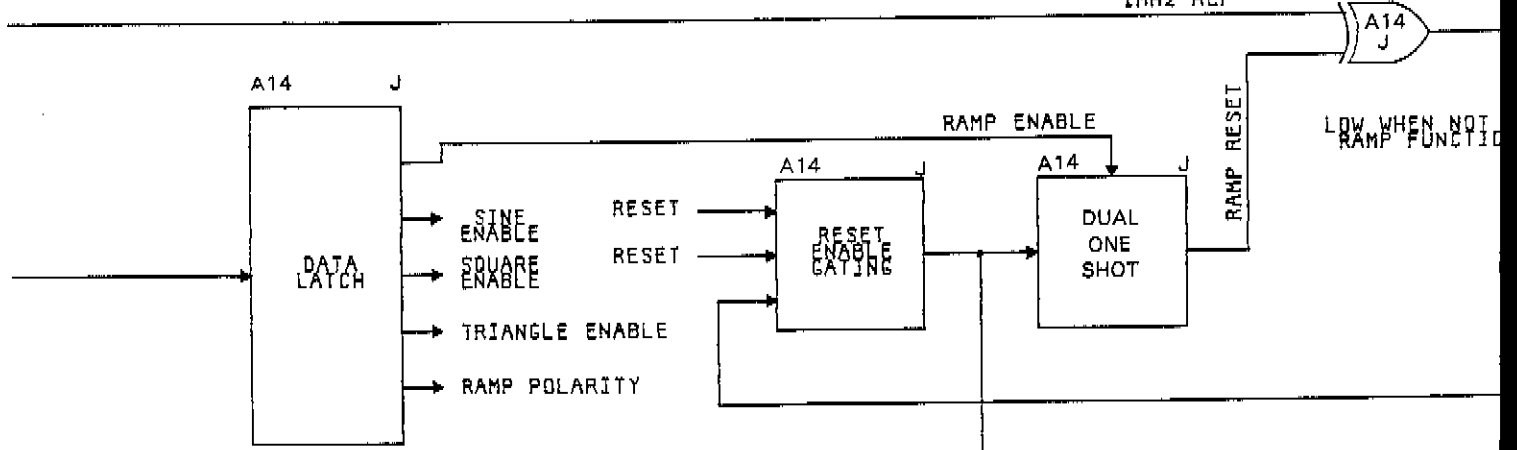 A14
J
A14 J
RAMP ENABLE
RAMP RESET
LOW WHEN NOT
RAMP
A14 J
A14 J
RESET
RESET
SINE
ENABLE
SQUARE
ENABLE
TRIANGLE ENABLE
RAMP POLARITY
DATA
LATCH
RESET
ENABLE
GATING
DUAL
ONE
SHOT